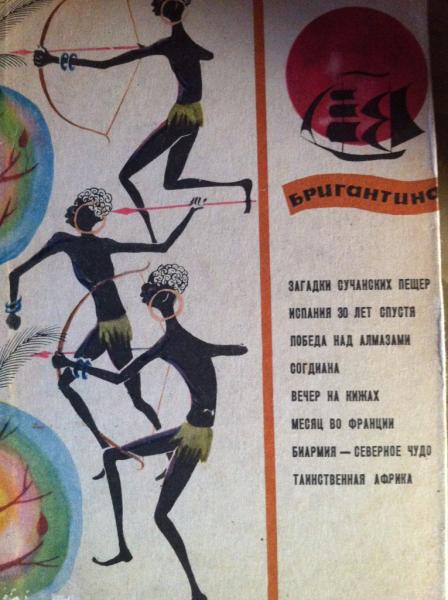 БРИГАНТИНА
ЗАГАДКИ СУЧАНСКИХ ПЕЩЕР
ИСПАНИЯ 30 ЛЕТ СПУСТЯ
ПОБЕДА НАД АЛМАЗАМИ
СОГДИАНА
ВЕЧЕР НА КИЖАХ
МЕСЯЦ ВО ФРАНЦИИ
БИАРМИЯ — СЕВЕРНОЕ ЧУДО
ТАИНСТВЕННАЯ АФРИКА